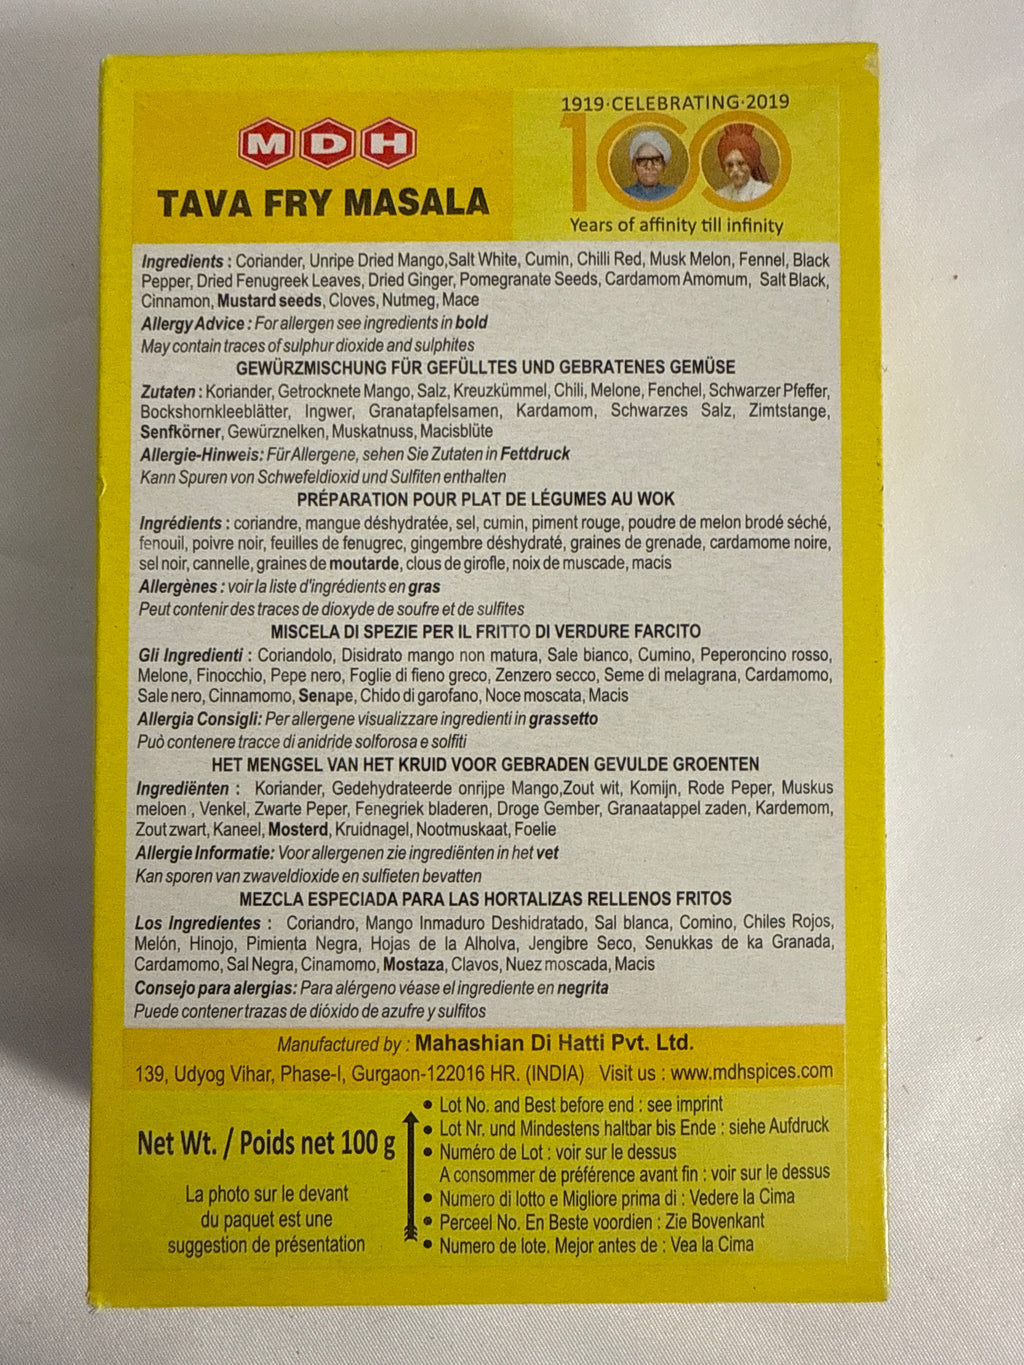 MDH
TAVA FRY MASALA
1919·CELEBRATING·2019
100
Years of affinity till infinity
Ingredients : Coriander, Unripe Dried Mango,Salt White, Cumin, Chilli Red, Musk Melon, Fennel, Black
Pepper, Dried Fenugreek Leaves, Dried Ginger, Pomegranate Seeds, Cardamom Amomum, Salt Black,
Cinnamon, Mustard seeds, Cloves, Nutmeg, Mace
Allergy Advice : For allergen see ingredients in bold
May contain traces of sulphur dioxide and sulphites
GEWÜRZMISCHUNG FÜR GEFÜLLTES UND GEBRATENES GEMÜSE
Zutaten : Koriander, Getrocknete Mango, Salz, Kreuzkümmel, Chili, Melone, Fenchel, Schwarzer Pfeffer,
Bockshornkleeblätter, Ingwer, Granatapfelsamen, Kardamom, Schwarzes Salz, Zimtstange,
Senfkörner, Gewürznelken, Muskatnuss, Macisblüte
Allergie-Hinweis: Für Allergene, sehen Sie Zutaten in Fettdruck
Kann Spuren von Schwefeldioxid und Sulfiten enthalten
PRÉPARATION POUR PLAT DE LÉGUMES AU WOK
Ingrédients : coriandre, mangue déshydratée, sel, cumin, piment rouge, poudre de melon brodé séché,
fenouil, poivre noir, feuilles de fenugrec, gingembre déshydraté, graines de grenade, cardamome noire,
sel noir, cannelle, graines de moutarde, clous de girofle, noix de muscade, macis
Allergènes : voir la liste d'ingrédients en gras
Peut contenir des traces de dioxyde de soufre et de sulfites
MISCELA DI SPEZIE PER IL FRITTO DI VERDURE FARCITO
Gli Ingredienti : Coriandolo, Disidrato mango non matura, Sale bianco, Cumino, Peperoncino rosso,
Melone, Finocchio, Pepe nero, Foglie di fieno greco, Zenzero secco, Seme di melagrana, Cardamomo,
Sale nero, Cinnamomo, Senape, Chido di garofano, Noce moscata, Macis
Allergia Consigli: Per allergene visualizzare ingredienti in grassetto
Può contenere tracce di anidride solforosa e solfiti
HET MENGSEL VAN HET KRUID VOOR GEBRADEN GEVULDE GROENTEN
Ingrediënten : Koriander, Gedehydrateerde onrijpe Mango,Zout wit, Komijn, Rode Peper, Muskus
meloen , Venkel, Zwarte Peper, Fenegriek bladeren, Droge Gember, Granaatappel zaden, Kardemom,
Zout zwart, Kaneel, Mosterd, Kruidnagel, Nootmuskaat, Foelie
Allergie Informatie: Voor allergenen zie ingrediënten in het vet
Kan sporen van zwaveldioxide en sulfieten bevatten
MEZCLA ESPECIADA PARA LAS HORTALIZAS RELLENOS FRITOS
Los Ingredientes : Coriandro, Mango Inmaduro Deshidratado, Sal blanca, Comino, Chiles Rojos,
Melón, Hinojo, Pimienta Negra, Hojas de la Alholva, Jengibre Seco, Senukkas de ka Granada,
Cardamomo, Sal Negra, Cinamomo, Mostaza, Clavos, Nuez moscada, Macis
Consejo para alergias: Para alérgeno véase el ingrediente en negrita
Puede contener trazas de dióxido de azufre y sulfitos
Manufactured by : Mahashian Di Hatti Pvt. Ltd.
139, Udyog Vihar, Phase-I, Gurgaon-122016 HR. (INDIA) Visit us : www.mdhspices.com
Net Wt. / Poids net 100 g
La photo sur le devant
du paquet est une
suggestion de présentation
• Lot No. and Best before end : see imprint
• Lot Nr. und Mindestens haltbar bis Ende : siehe Aufdruck
• Numéro de Lot : voir sur le dessus
A consommer de préférence avant fin : voir sur le dessus
• Numero di lotto e Migliore prima di : Vedere la Cima
• Perceel No. En Beste voordien : Zie Bovenkant
• Numero de lote. Mejor antes de : Vea la Cima